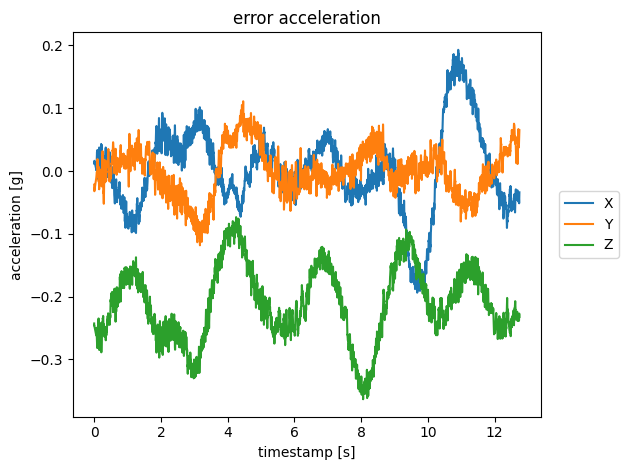 error acceleration
acceleration [g]
0.2
0.1
0.0
−0.1
−0.2
−0.3
0 2 4 6 8 10 12
timestamp [s]
X
Y
Z